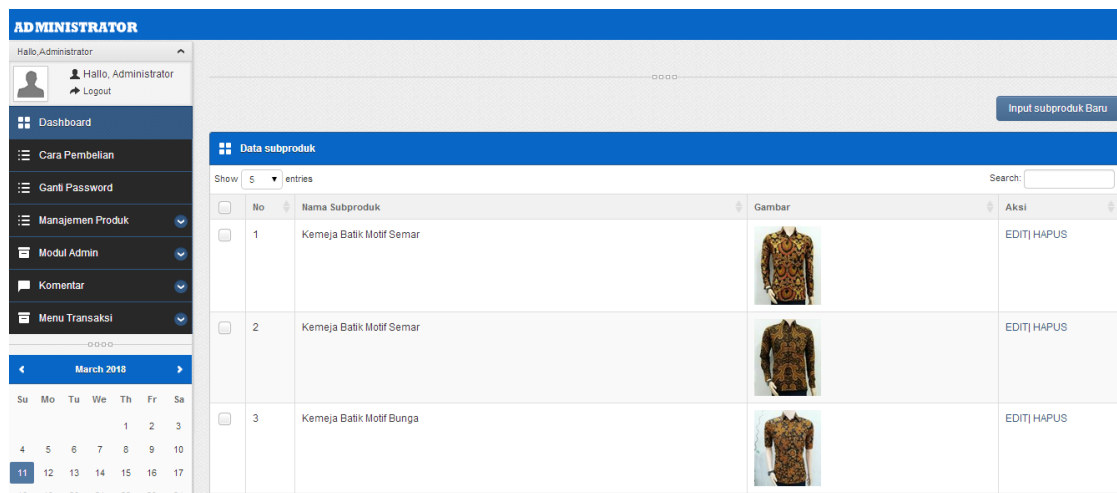 ADMINISTRATOR
Hallo,Administrator
Hallo, Administrator
Logout
Dashboard
Cara Pembelian
Ganti Password
Manajemen Produk
Modul Admin
Komentar
Menu Transaksi
March 2018
Su Mo Tu We Th Fr Sa
1 2 3
4 5 6 7 8 9 10
11 12 13 14 15 16 17
Input subproduk Baru
Data subproduk
Show 5 entries Search:
No Nama Subproduk Gambar Aksi
1 Kemeja Batik Motif Semar EDIT| HAPUS
2 Kemeja Batik Motif Semar EDIT| HAPUS
3 Kemeja Batik Motif Bunga EDIT| HAPUS